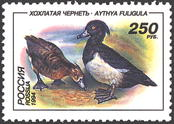 ХОХЛАТАЯ ЧЕРНЕТЬ - AYTHYA FULIGULA
250
РУБ.
РОССИЯ
ROSSIJA
1994